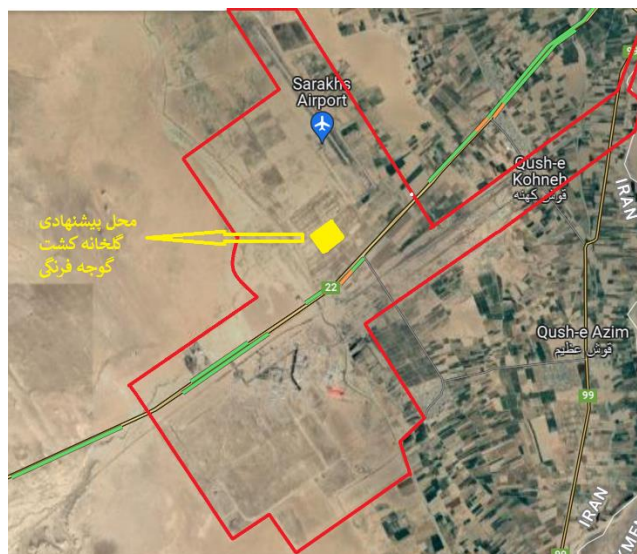 Sarakhs
Airport
Qush-e
Kohneh
قوش کهنه
IRAN
محل پیشنهادی
گلخانه کشت
گوجه فرنگی
22
Qush-e Azim
قوش عظیم
99
IRAN